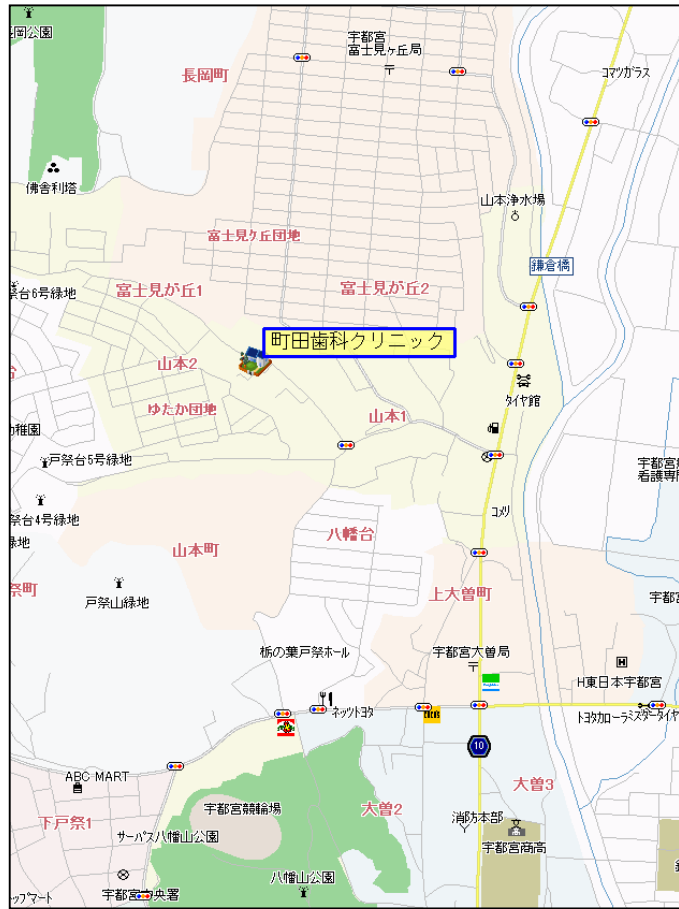 長岡公園
長岡町
宇都宮
富士見ヶ丘局
コマツガラス
佛舎利塔
山本浄水場
富士見ケ丘団地
鎌倉橋
祭台6号緑地
富士見が丘1
富士見が丘2
町田歯科クリニック
山本2
タイヤ館
ゆたか団地
山本1
幼稚園
戸祭台5号緑地
宇都宮
看護専門
祭台4号緑地
コメリ
緑地
山本町
八幡台
祭町
戸祭山緑地
上大曽町
宇都宮
栃の葉戸祭ホール
宇都宮大曽局
H東日本宇都宮
ネッツトヨタ
トヨタカローラ
ミスタータイヤ
10
ABC MART
大曽3
下戸祭1
宇都宮競輪場
大曽2
消防本部
サーパス八幡山公園
宇都宮商高
八幡山公園
ップマート
宇都宮中央署